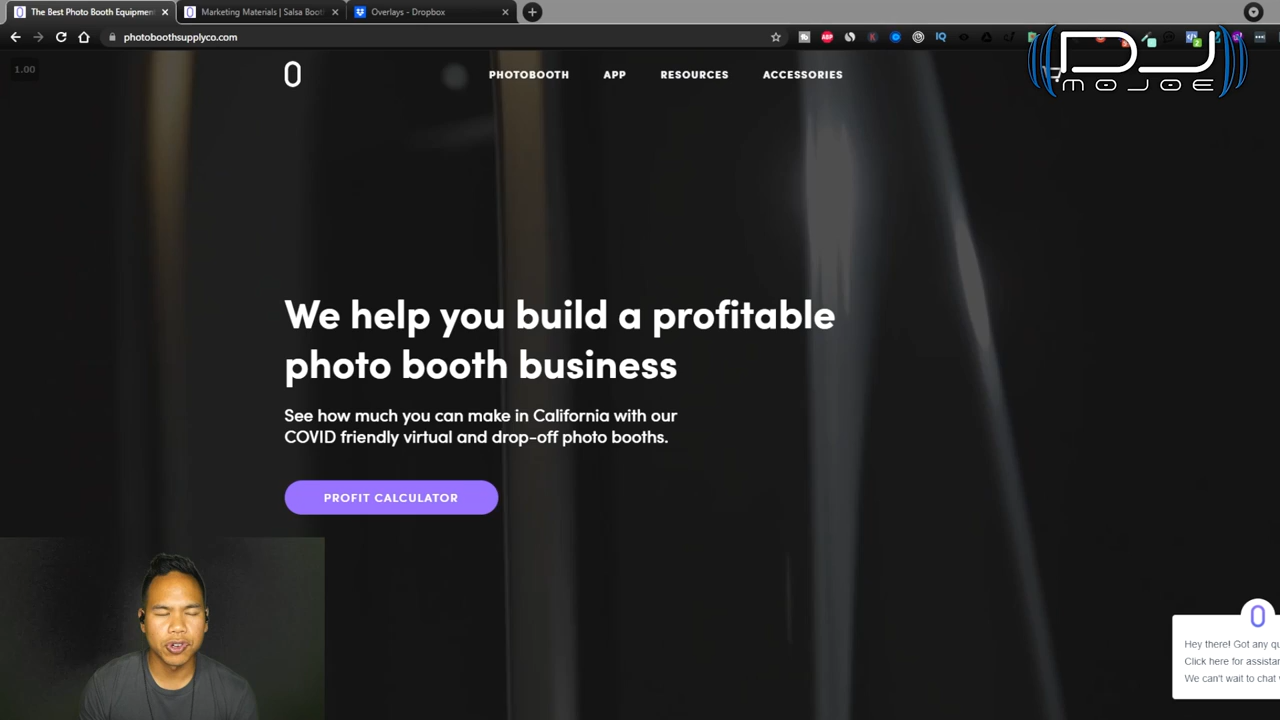 The Best Photo Booth Equipmen
Marketing Materials | Salsa Boot
Overlays - Dropbox
photoboothsupplyco.com
ABP
IQ
1.00
PHOTOBOOTH
APP
RESOURCES
ACCESSORIES
DJ
MOJOE
We help you build a profitable
photo booth business
See how much you can make in California with our
COVID friendly virtual and drop-off photo booths.
PROFIT CALCULATOR
Hey there! Got any qu
Click here for assistan
We can't wait to chat